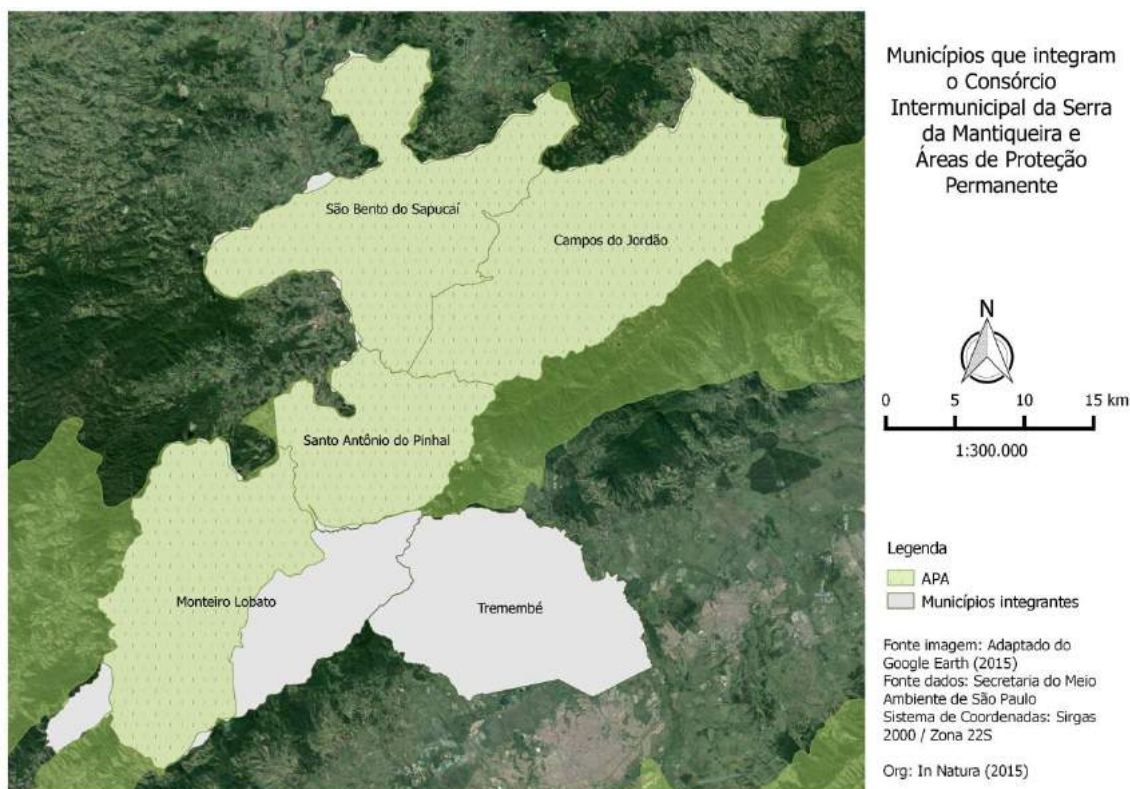 Municípios que integram
o Consórcio
Intermunicipal da Serra
da Mantiqueira e
Áreas de Proteção
Permanente
São Bento do Sapucaí
Campos do Jordão
Santo Antônio do Pinhal
Monteiro Lobato
Tremembé
N
0 5 10 15 km
1:300.000
Legenda
APA
Municípios integrantes
Fonte imagem: Adaptado do
Google Earth (2015)
Fonte dados: Secretaria do Meio
Ambiente de São Paulo
Sistema de Coordenadas: Sirgas
2000 / Zona 22S
Org: In Natura (2015)